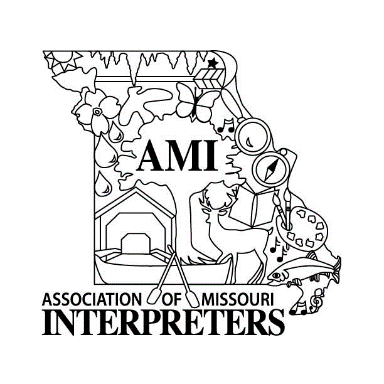 AMI
ASSOCIATION OF MISSOURI
INTERPRETERS